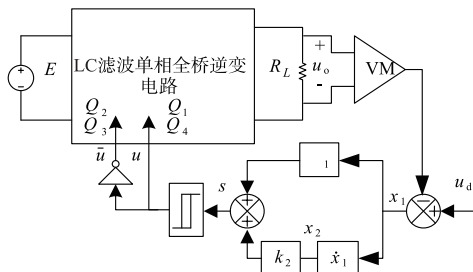 LC滤波单相全桥逆变
电路
E
R_L
+
u_o
-
VM
Q_2
Q_1
Q_3
Q_4
ū
u
1
s
x_1
u_d
x_2
k_2
ẋ_1